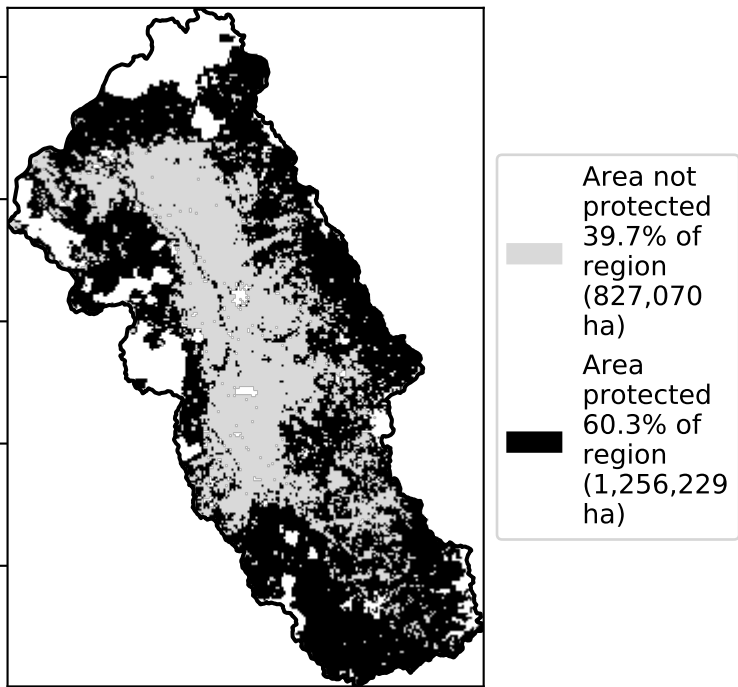 Area not
protected
39.7% of
region
(827,070
ha)
Area
protected
60.3% of
region
(1,256,229
ha)